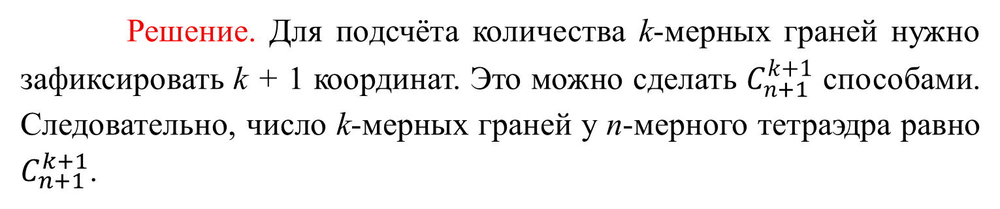 Решение. Для подсчёта количества k-мерных граней нужно
зафиксировать k + 1 координат. Это можно сделать $C_{n+1}^{k+1}$ способами.
Следовательно, число k-мерных граней у n-мерного тетраэдра равно
$C_{n+1}^{k+1}$.